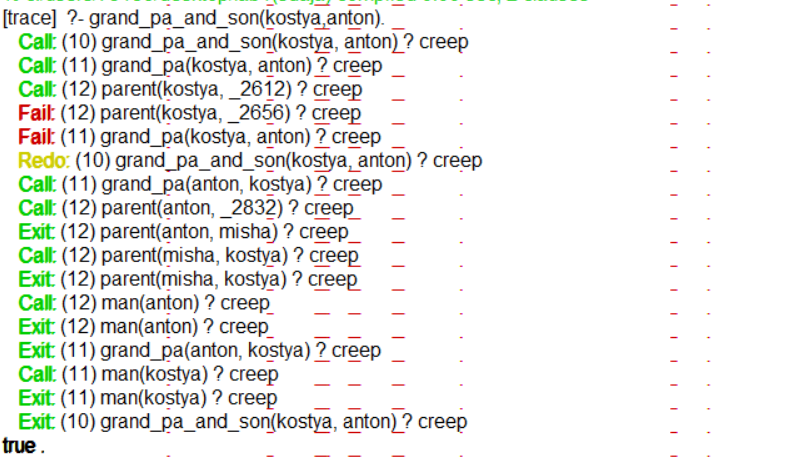 [trace] ?- grand_pa_and_son(kostya,anton).
Call: (10) grand_pa_and_son(kostya, anton) ? creep
Call: (11) grand_pa(kostya, anton) ? creep
Call: (12) parent(kostya, _2612) ? creep
Fail: (12) parent(kostya, _2656) ? creep
Fail: (11) grand_pa(kostya, anton) ? creep
Redo: (10) grand_pa_and_son(kostya, anton) ? creep
Call: (11) grand_pa(anton, kostya) ? creep
Call: (12) parent(anton, _2832) ? creep
Exit: (12) parent(anton, misha) ? creep
Call: (12) parent(misha, kostya) ? creep
Exit: (12) parent(misha, kostya) ? creep
Call: (12) man(anton) ? creep
Exit: (12) man(anton) ? creep
Exit: (11) grand_pa(anton, kostya) ? creep
Call: (11) man(kostya) ? creep
Exit: (11) man(kostya) ? creep
Exit: (10) grand_pa_and_son(kostya, anton) ? creep
true .